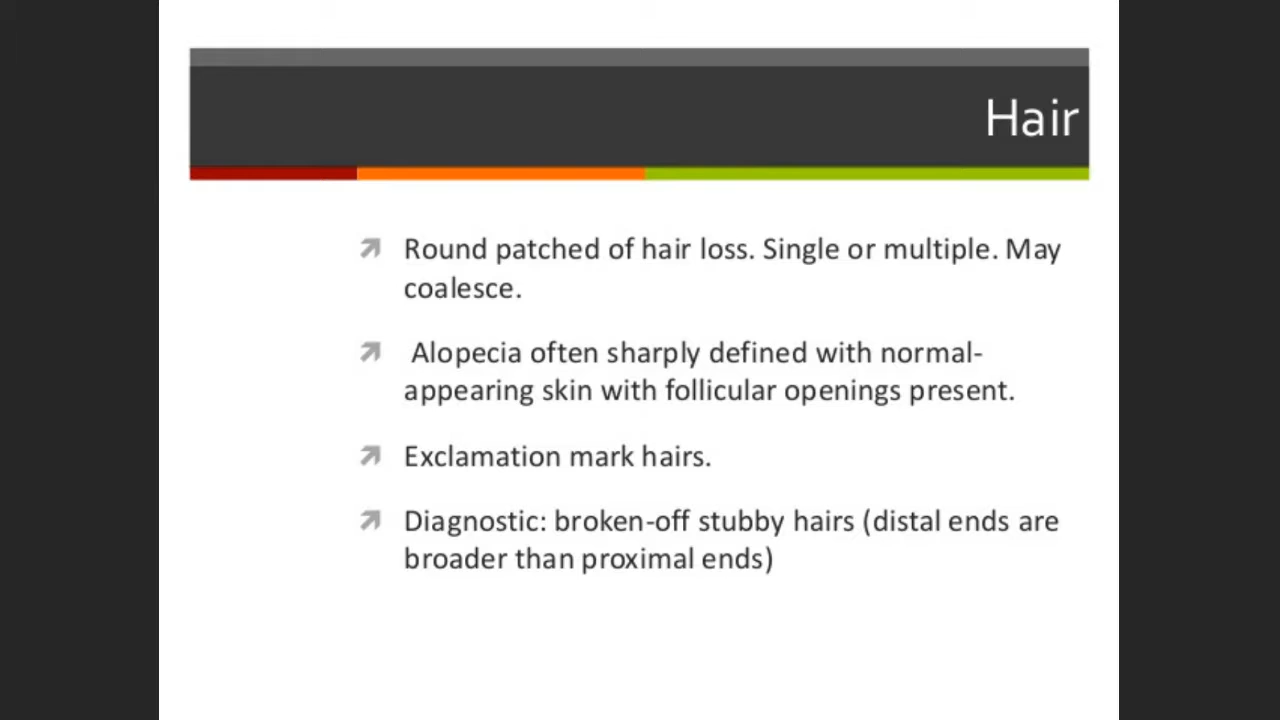 Hair
Round patched of hair loss. Single or multiple. May
coalesce.
Alopecia often sharply defined with normal-
appearing skin with follicular openings present.
Exclamation mark hairs.
Diagnostic: broken-off stubby hairs (distal ends are
broader than proximal ends)